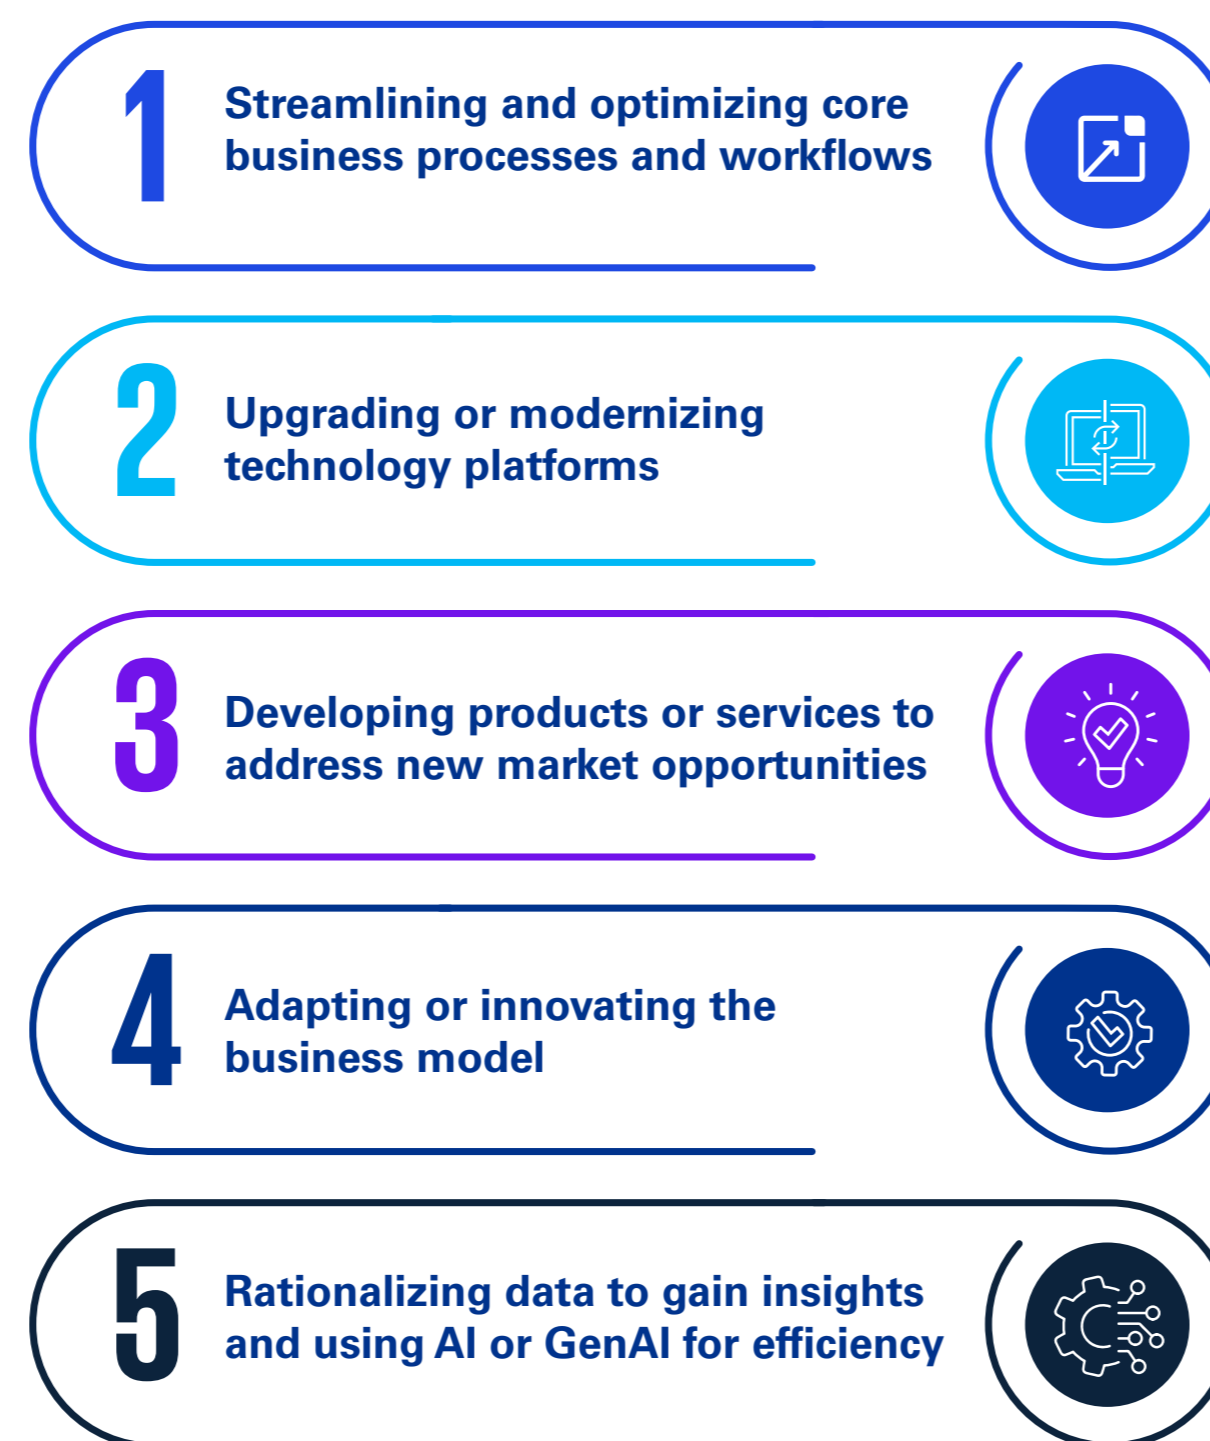 1
Streamlining and optimizing core
business processes and workflows
2
Upgrading or modernizing
technology platforms
3
Developing products or services to
address new market opportunities
4
Adapting or innovating the
business model
5
Rationalizing data to gain insights
and using AI or GenAI for efficiency